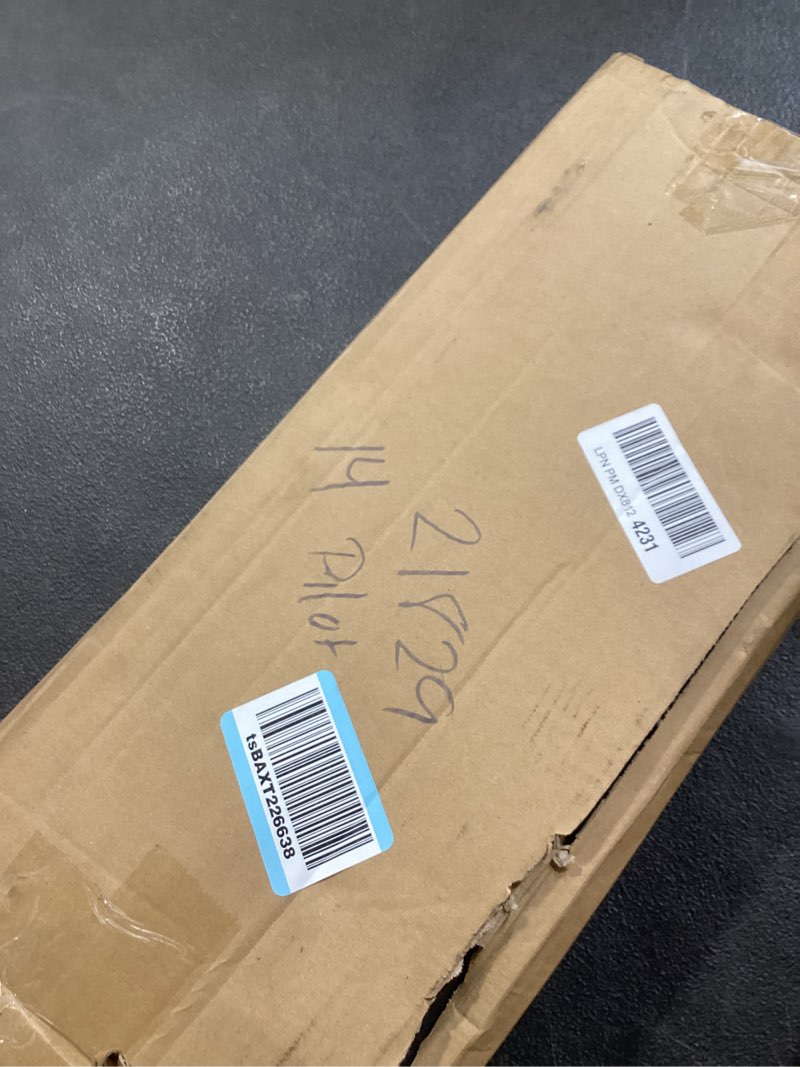 21829
14 Pilot
LPN PM DX812 4231
tsBAXT226638